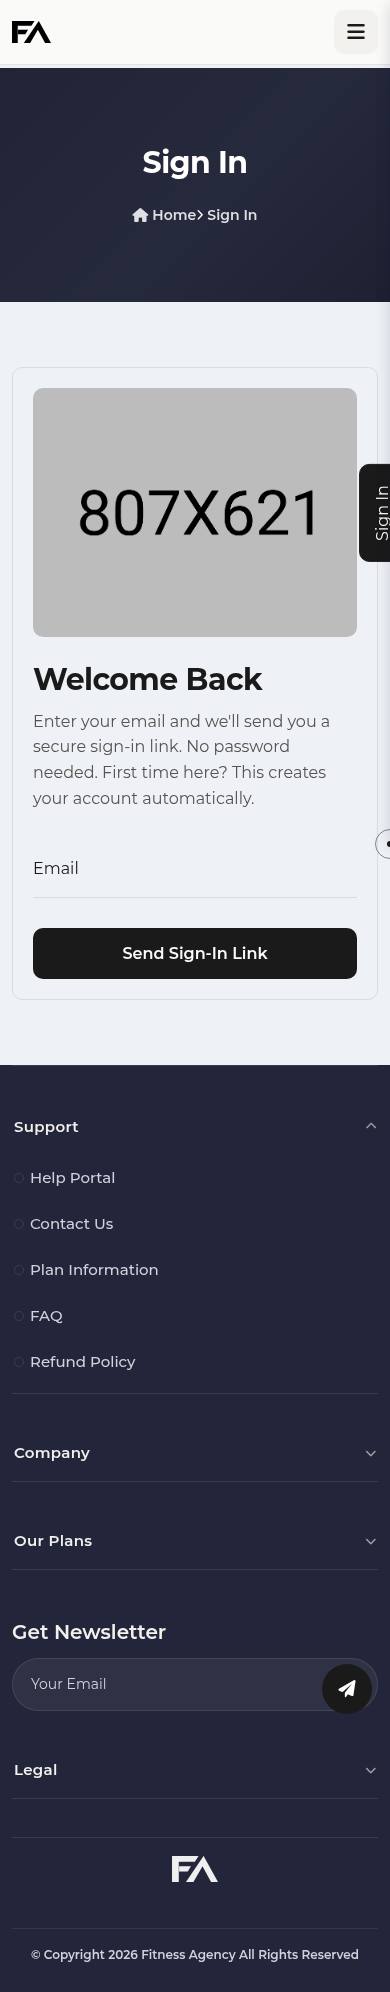 FA
Sign In
Home > Sign In
807X621
Sign In
Welcome Back
Enter your email and we'll send you a
secure sign-in link. No password
needed. First time here? This creates
your account automatically.
Email
Send Sign-In Link
Support
Help Portal
Contact Us
Plan Information
FAQ
Refund Policy
Company
Our Plans
Get Newsletter
Your Email
Legal
FA
© Copyright 2026 Fitness Agency All Rights Reserved